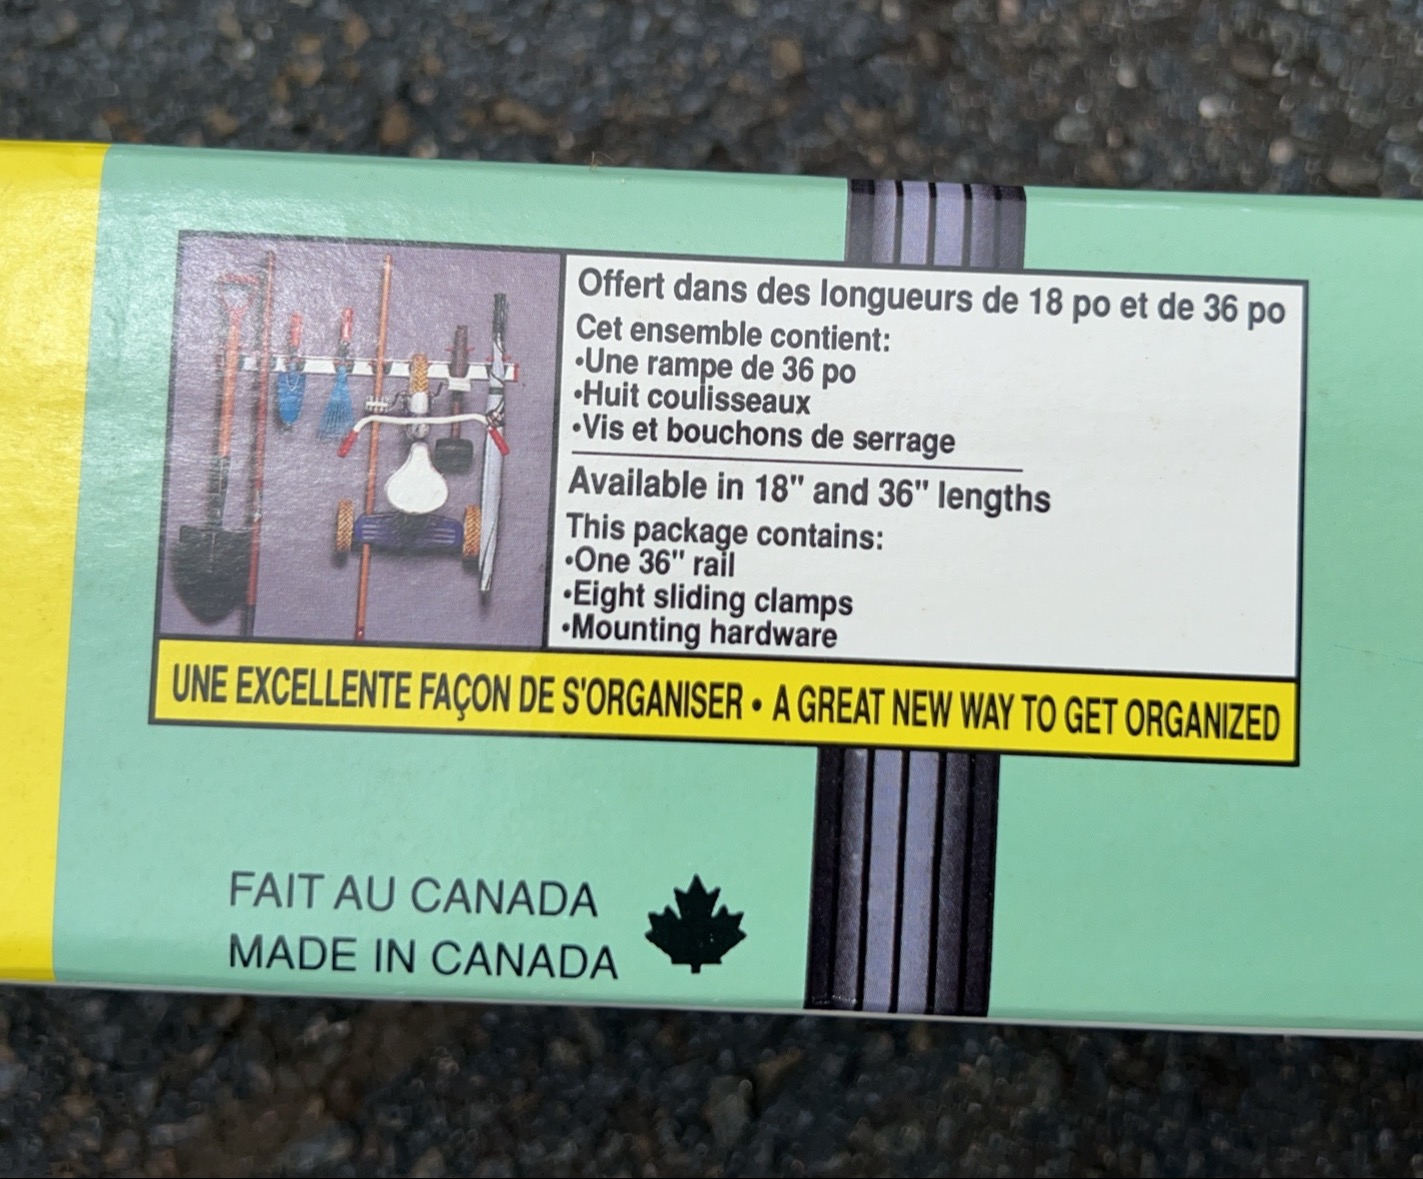 Offert dans des longueurs de 18 po et de 36 po
Cet ensemble contient:
•Une rampe de 36 po
•Huit coulisseaux
•Vis et bouchons de serrage
Available in 18" and 36" lengths
This package contains:
•One 36" rail
•Eight sliding clamps
•Mounting hardware
UNE EXCELLENTE FAÇON DE S'ORGANISER • A GREAT NEW WAY TO GET ORGANIZED
FAIT AU CANADA
MADE IN CANADA